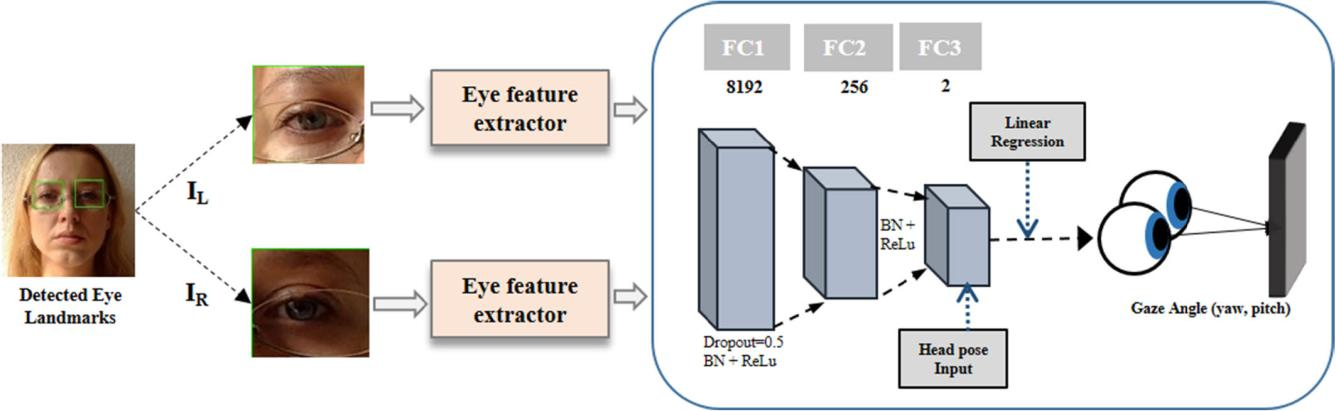 Detected Eye
Landmarks
I_L
I_R
Eye feature
extractor
Eye feature
extractor
FC1
FC2
FC3
8192
256
2
Dropout=0.5
BN + ReLu
BN +
ReLu
Linear
Regression
Head pose
Input
Gaze Angle (yaw, pitch)